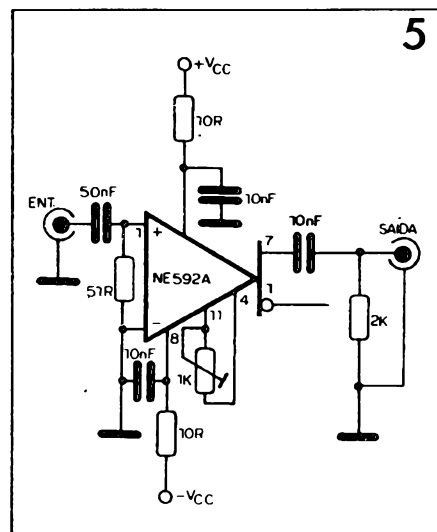 5
+VCC
10R
10nF
ENT.
50nF
1
+
NE592A
7
10nF
SAIDA
1
4
51R
−
8
11
10nF
1K
2K
10R
−VCC